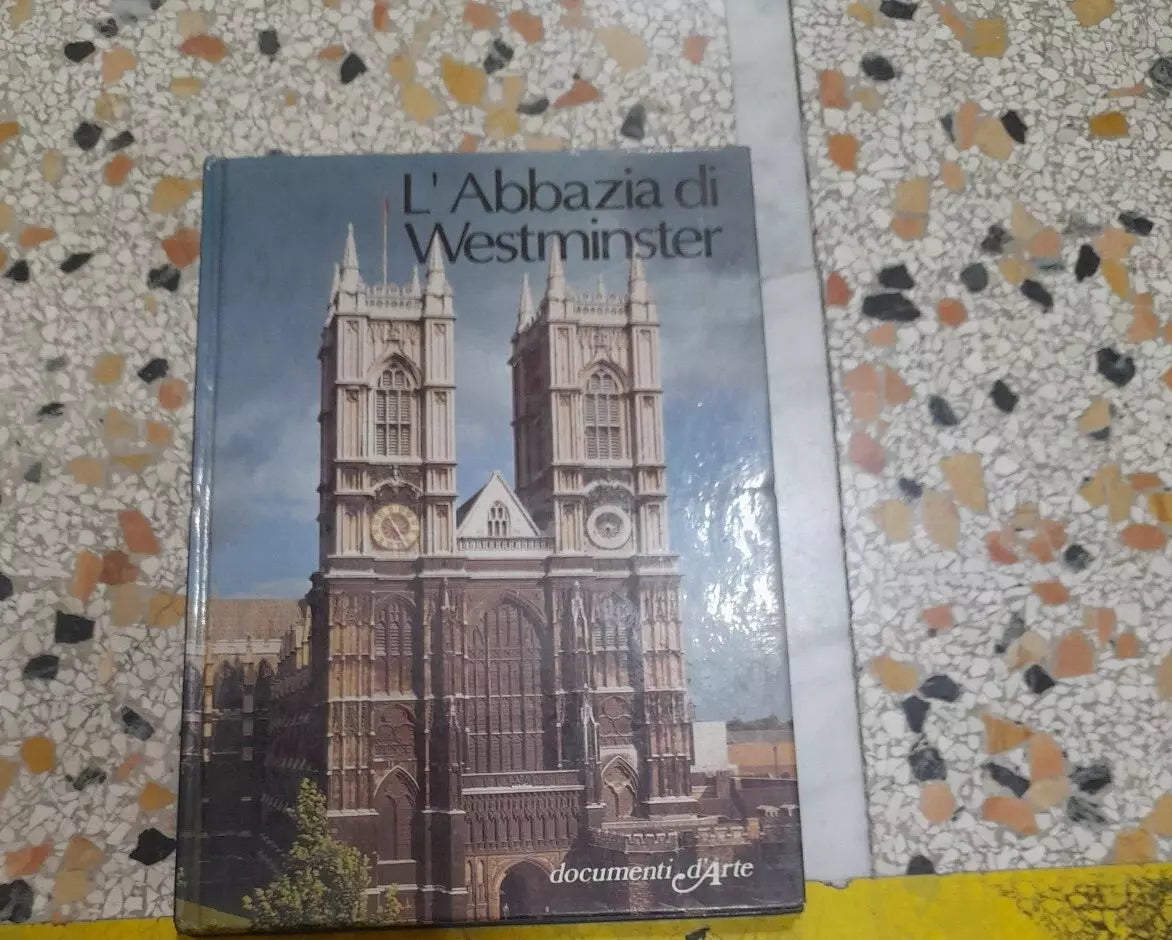 L'Abbazia di
Westminster
documenti d'Arte